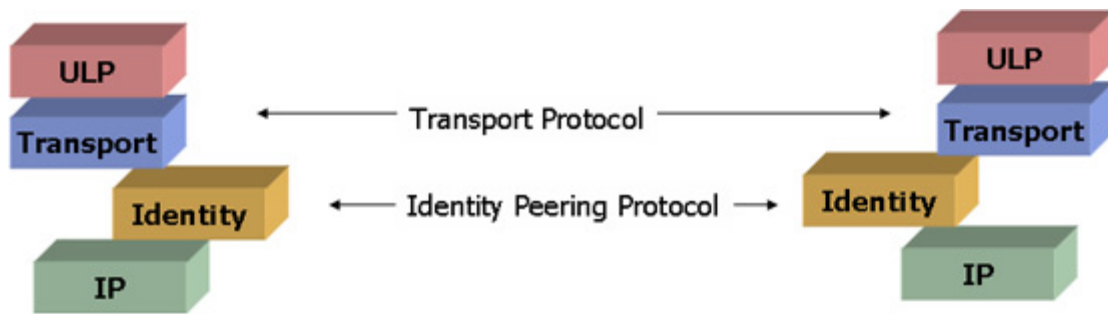 ULP
ULP
Transport
Transport Protocol
Transport
Identity
Identity Peering Protocol
Identity
IP
IP